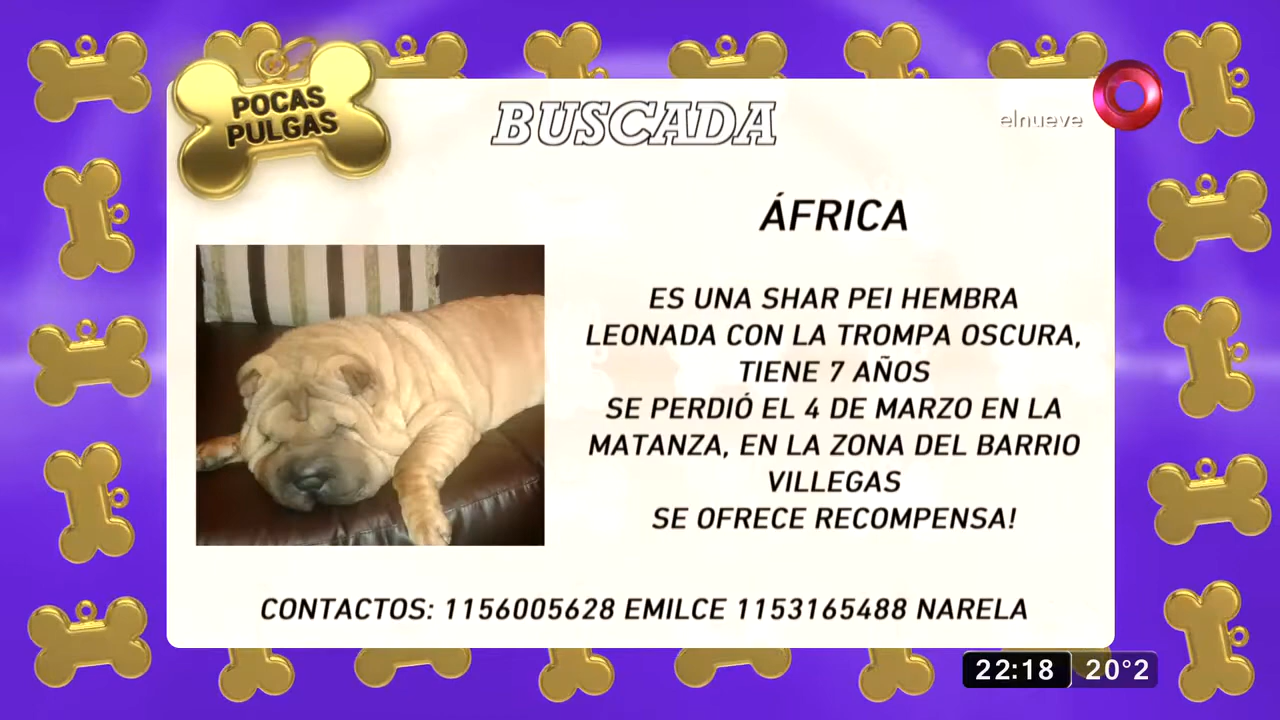 POCAS
PULGAS
BUSCADA
elnueve
ÁFRICA
ES UNA SHAR PEI HEMBRA
LEONADA CON LA TROMPA OSCURA,
TIENE 7 AÑOS
SE PERDIÓ EL 4 DE MARZO EN LA
MATANZA, EN LA ZONA DEL BARRIO
VILLEGAS
SE OFRECE RECOMPENSA!
CONTACTOS: 1156005628 EMILCE 1153165488 NARELA
22:18 20°2